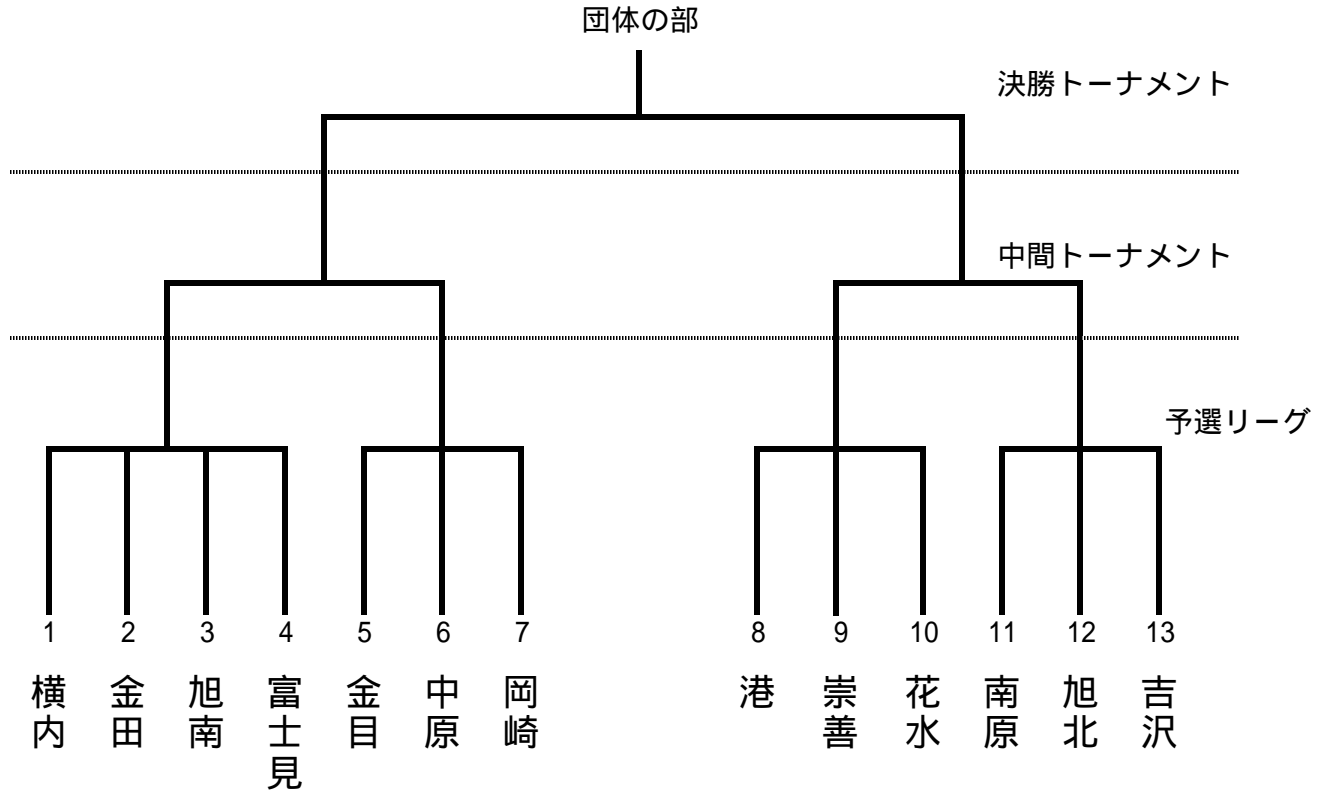 団体の部
決勝トーナメント
中間トーナメント
予選リーグ
1 2 3 4 5 6 7 8 9 10 11 12 13
横内 金田 旭南 富士見 金目 中原 岡崎 港 崇善 花水 南原 旭北 吉沢